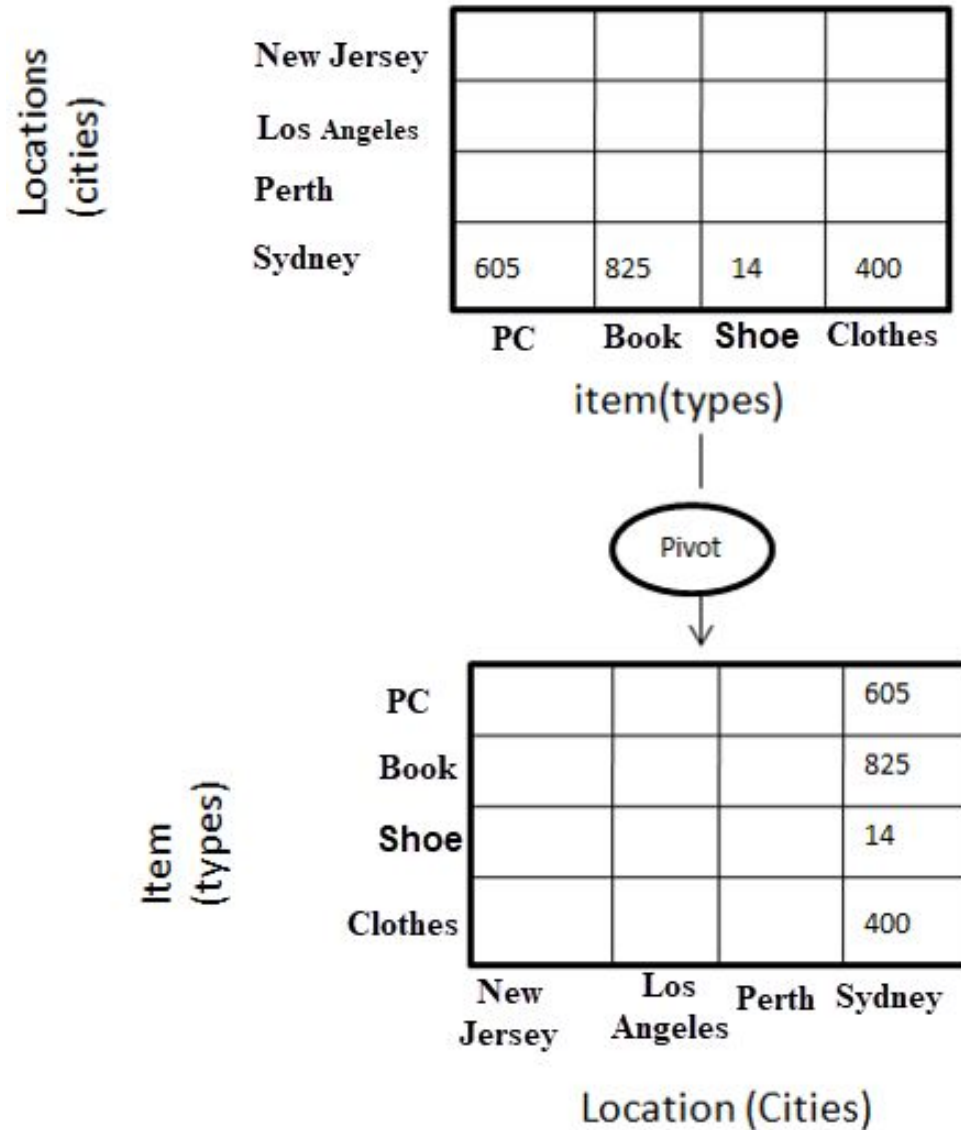 Locations
(cities)
New Jersey
Los Angeles
Perth
Sydney
605 825 14 400
PC Book Shoe Clothes
item(types)
Pivot
Item
(types)
PC 605
Book 825
Shoe 14
Clothes 400
New
Jersey
Los
Angeles
Perth
Sydney
Location (Cities)